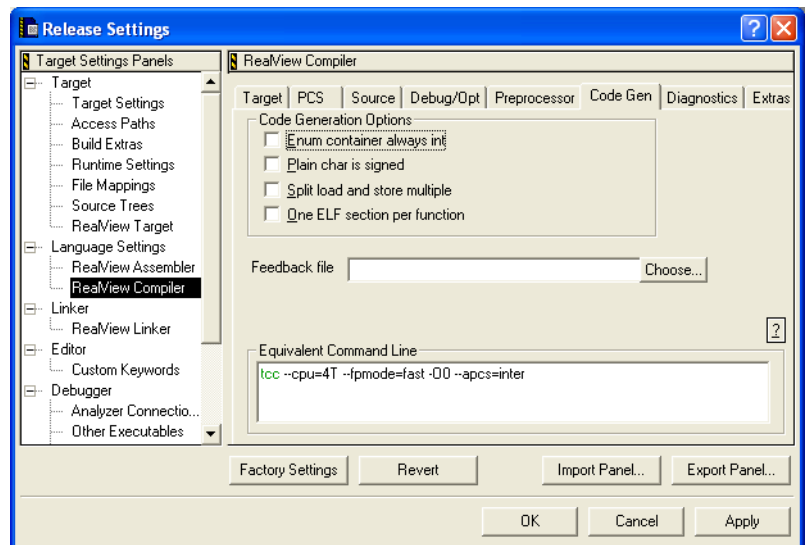 Release Settings
Target Settings Panels
Target
Target Settings
Access Paths
Build Extras
Runtime Settings
File Mappings
Source Trees
RealView Target
Language Settings
RealView Assembler
RealView Compiler
Linker
RealView Linker
Editor
Custom Keywords
Debugger
Analyzer Connectio...
Other Executables
RealView Compiler
Target PCS Source Debug/Opt Preprocessor Code Gen Diagnostics Extras
Code Generation Options
Enum container always int
Plain char is signed
Split load and store multiple
One ELF section per function
Feedback file Choose...
?
Equivalent Command Line
tcc --cpu=4T --fpmode=fast -O0 --apcs=inter
Factory Settings Revert Import Panel... Export Panel...
OK Cancel Apply